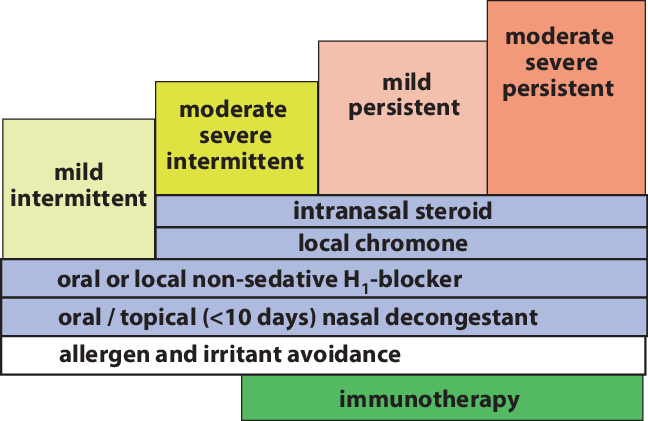 mild
intermittent
moderate
severe
intermittent
mild
persistent
moderate
severe
persistent
intranasal steroid
local chromone
oral or local non-sedative H₁-blocker
oral / topical (<10 days) nasal decongestant
allergen and irritant avoidance
immunotherapy